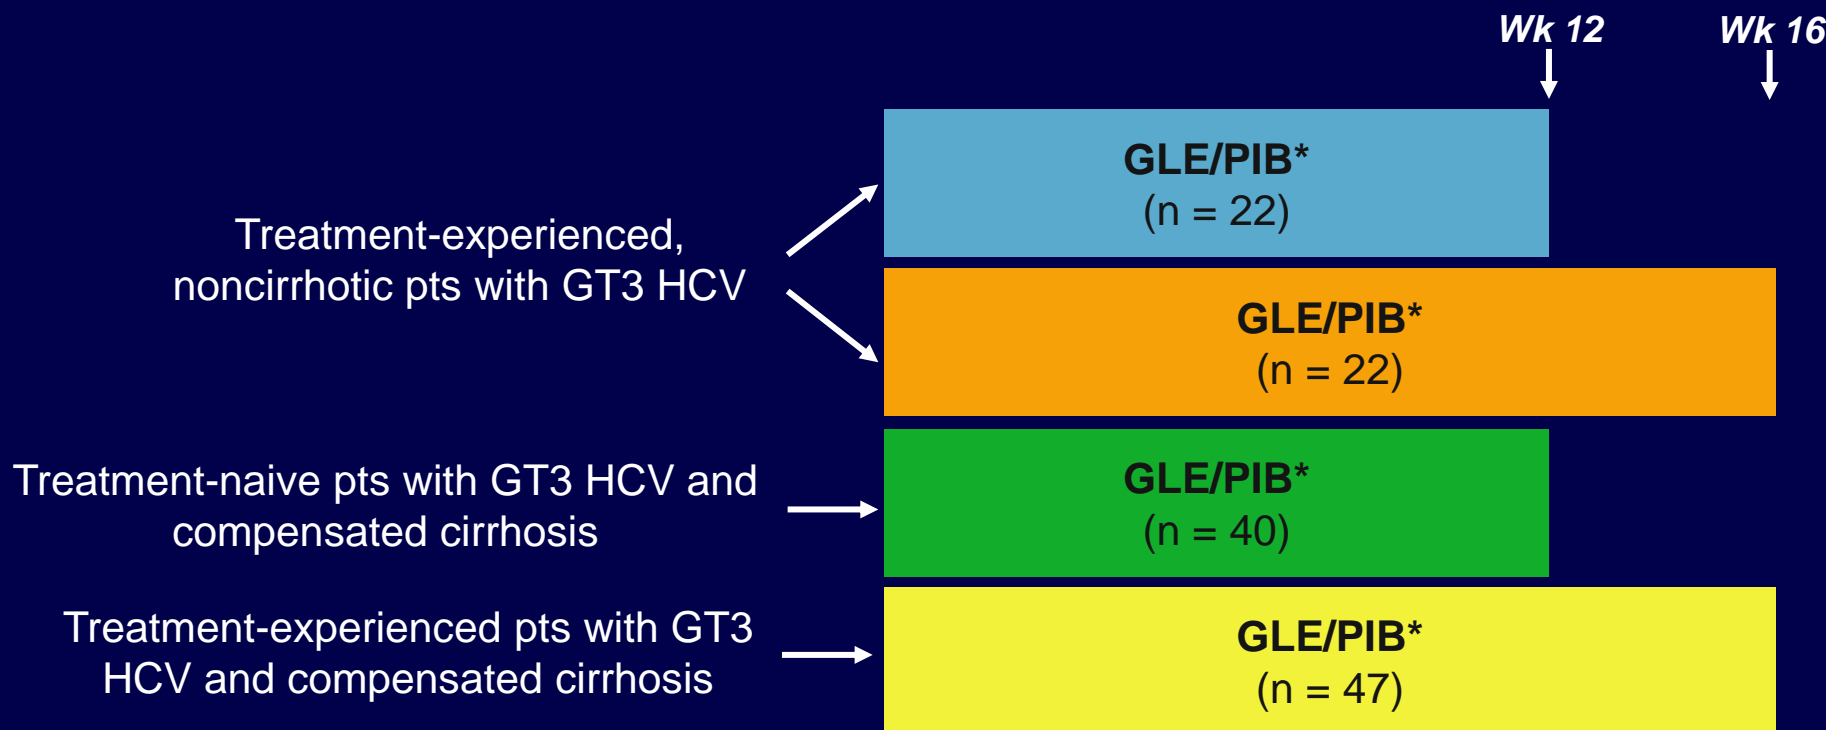 Wk 12
Wk 16
GLE/PIB*
(n = 22)
Treatment-experienced,
noncirrhotic pts with GT3 HCV
GLE/PIB*
(n = 22)
Treatment-naive pts with GT3 HCV and
compensated cirrhosis
GLE/PIB*
(n = 40)
Treatment-experienced pts with GT3
HCV and compensated cirrhosis
GLE/PIB*
(n = 47)